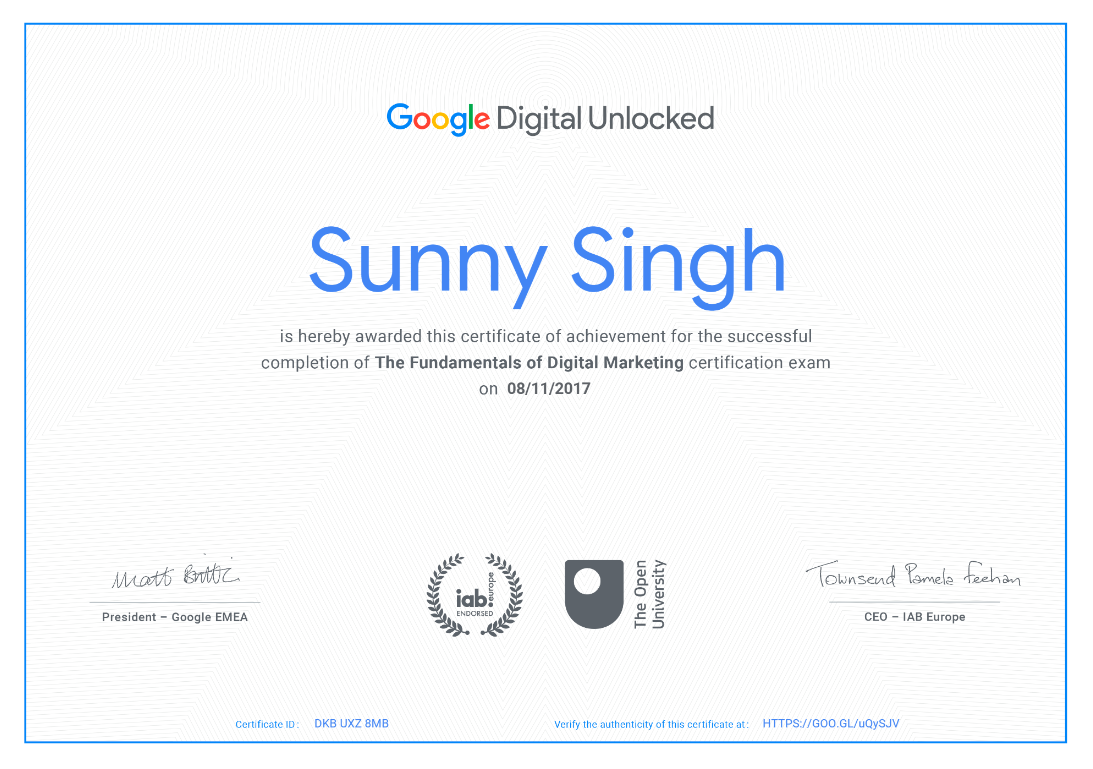 Google Digital Unlocked
Sunny Singh
is hereby awarded this certificate of achievement for the successful
completion of The Fundamentals of Digital Marketing certification exam
on 08/11/2017
Matt Brittin
President – Google EMEA
iab europe
ENDORSED
The Open
University
Townsend Pamela Feehan
CEO – IAB Europe
Certificate ID : DKB UXZ 8MB
Verify the authenticity of this certificate at : HTTPS://GOO.GL/uQySJV